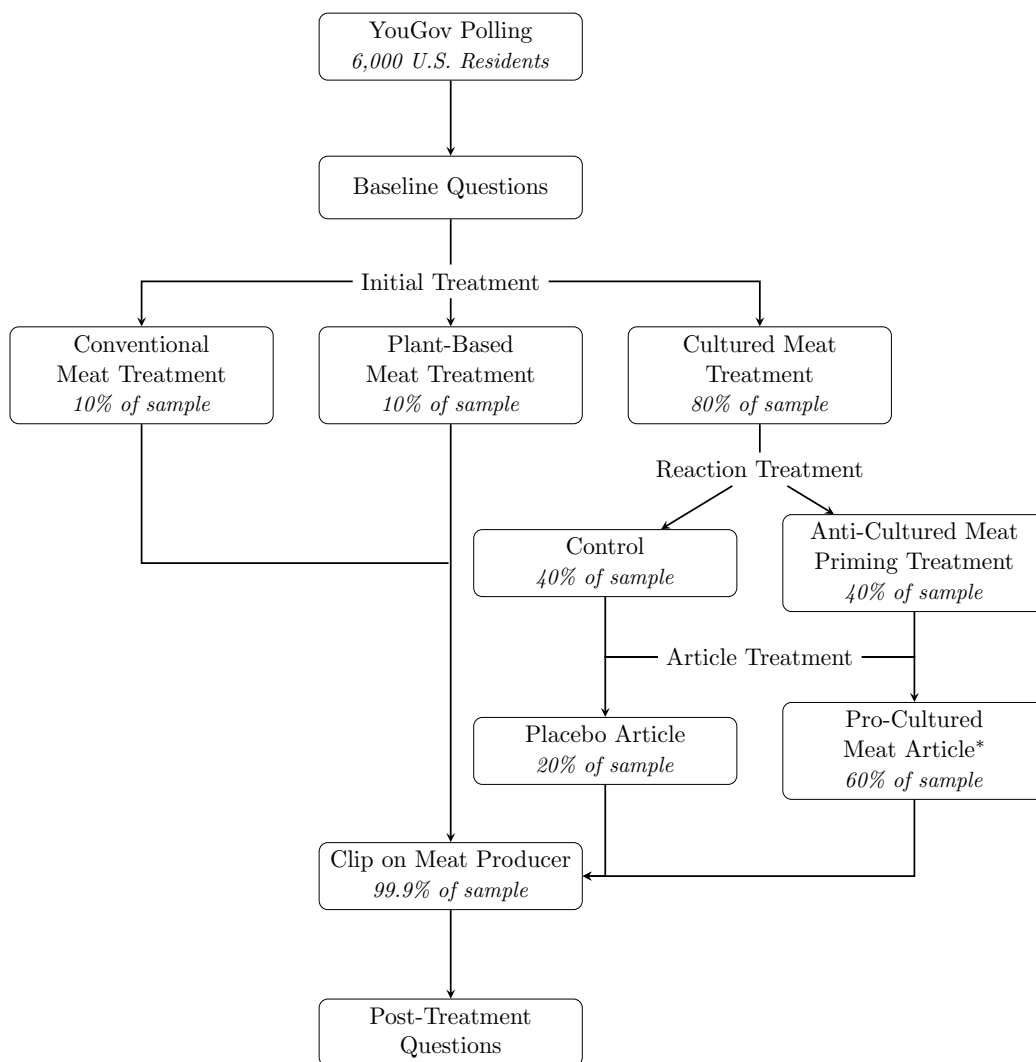 YouGov Polling
6,000 U.S. Residents
Baseline Questions
Initial Treatment
Conventional
Meat Treatment
10% of sample
Plant-Based
Meat Treatment
10% of sample
Cultured Meat
Treatment
80% of sample
Reaction Treatment
Control
40% of sample
Anti-Cultured Meat
Priming Treatment
40% of sample
Article Treatment
Placebo Article
20% of sample
Pro-Cultured
Meat Article*
60% of sample
Clip on Meat Producer
99.9% of sample
Post-Treatment
Questions